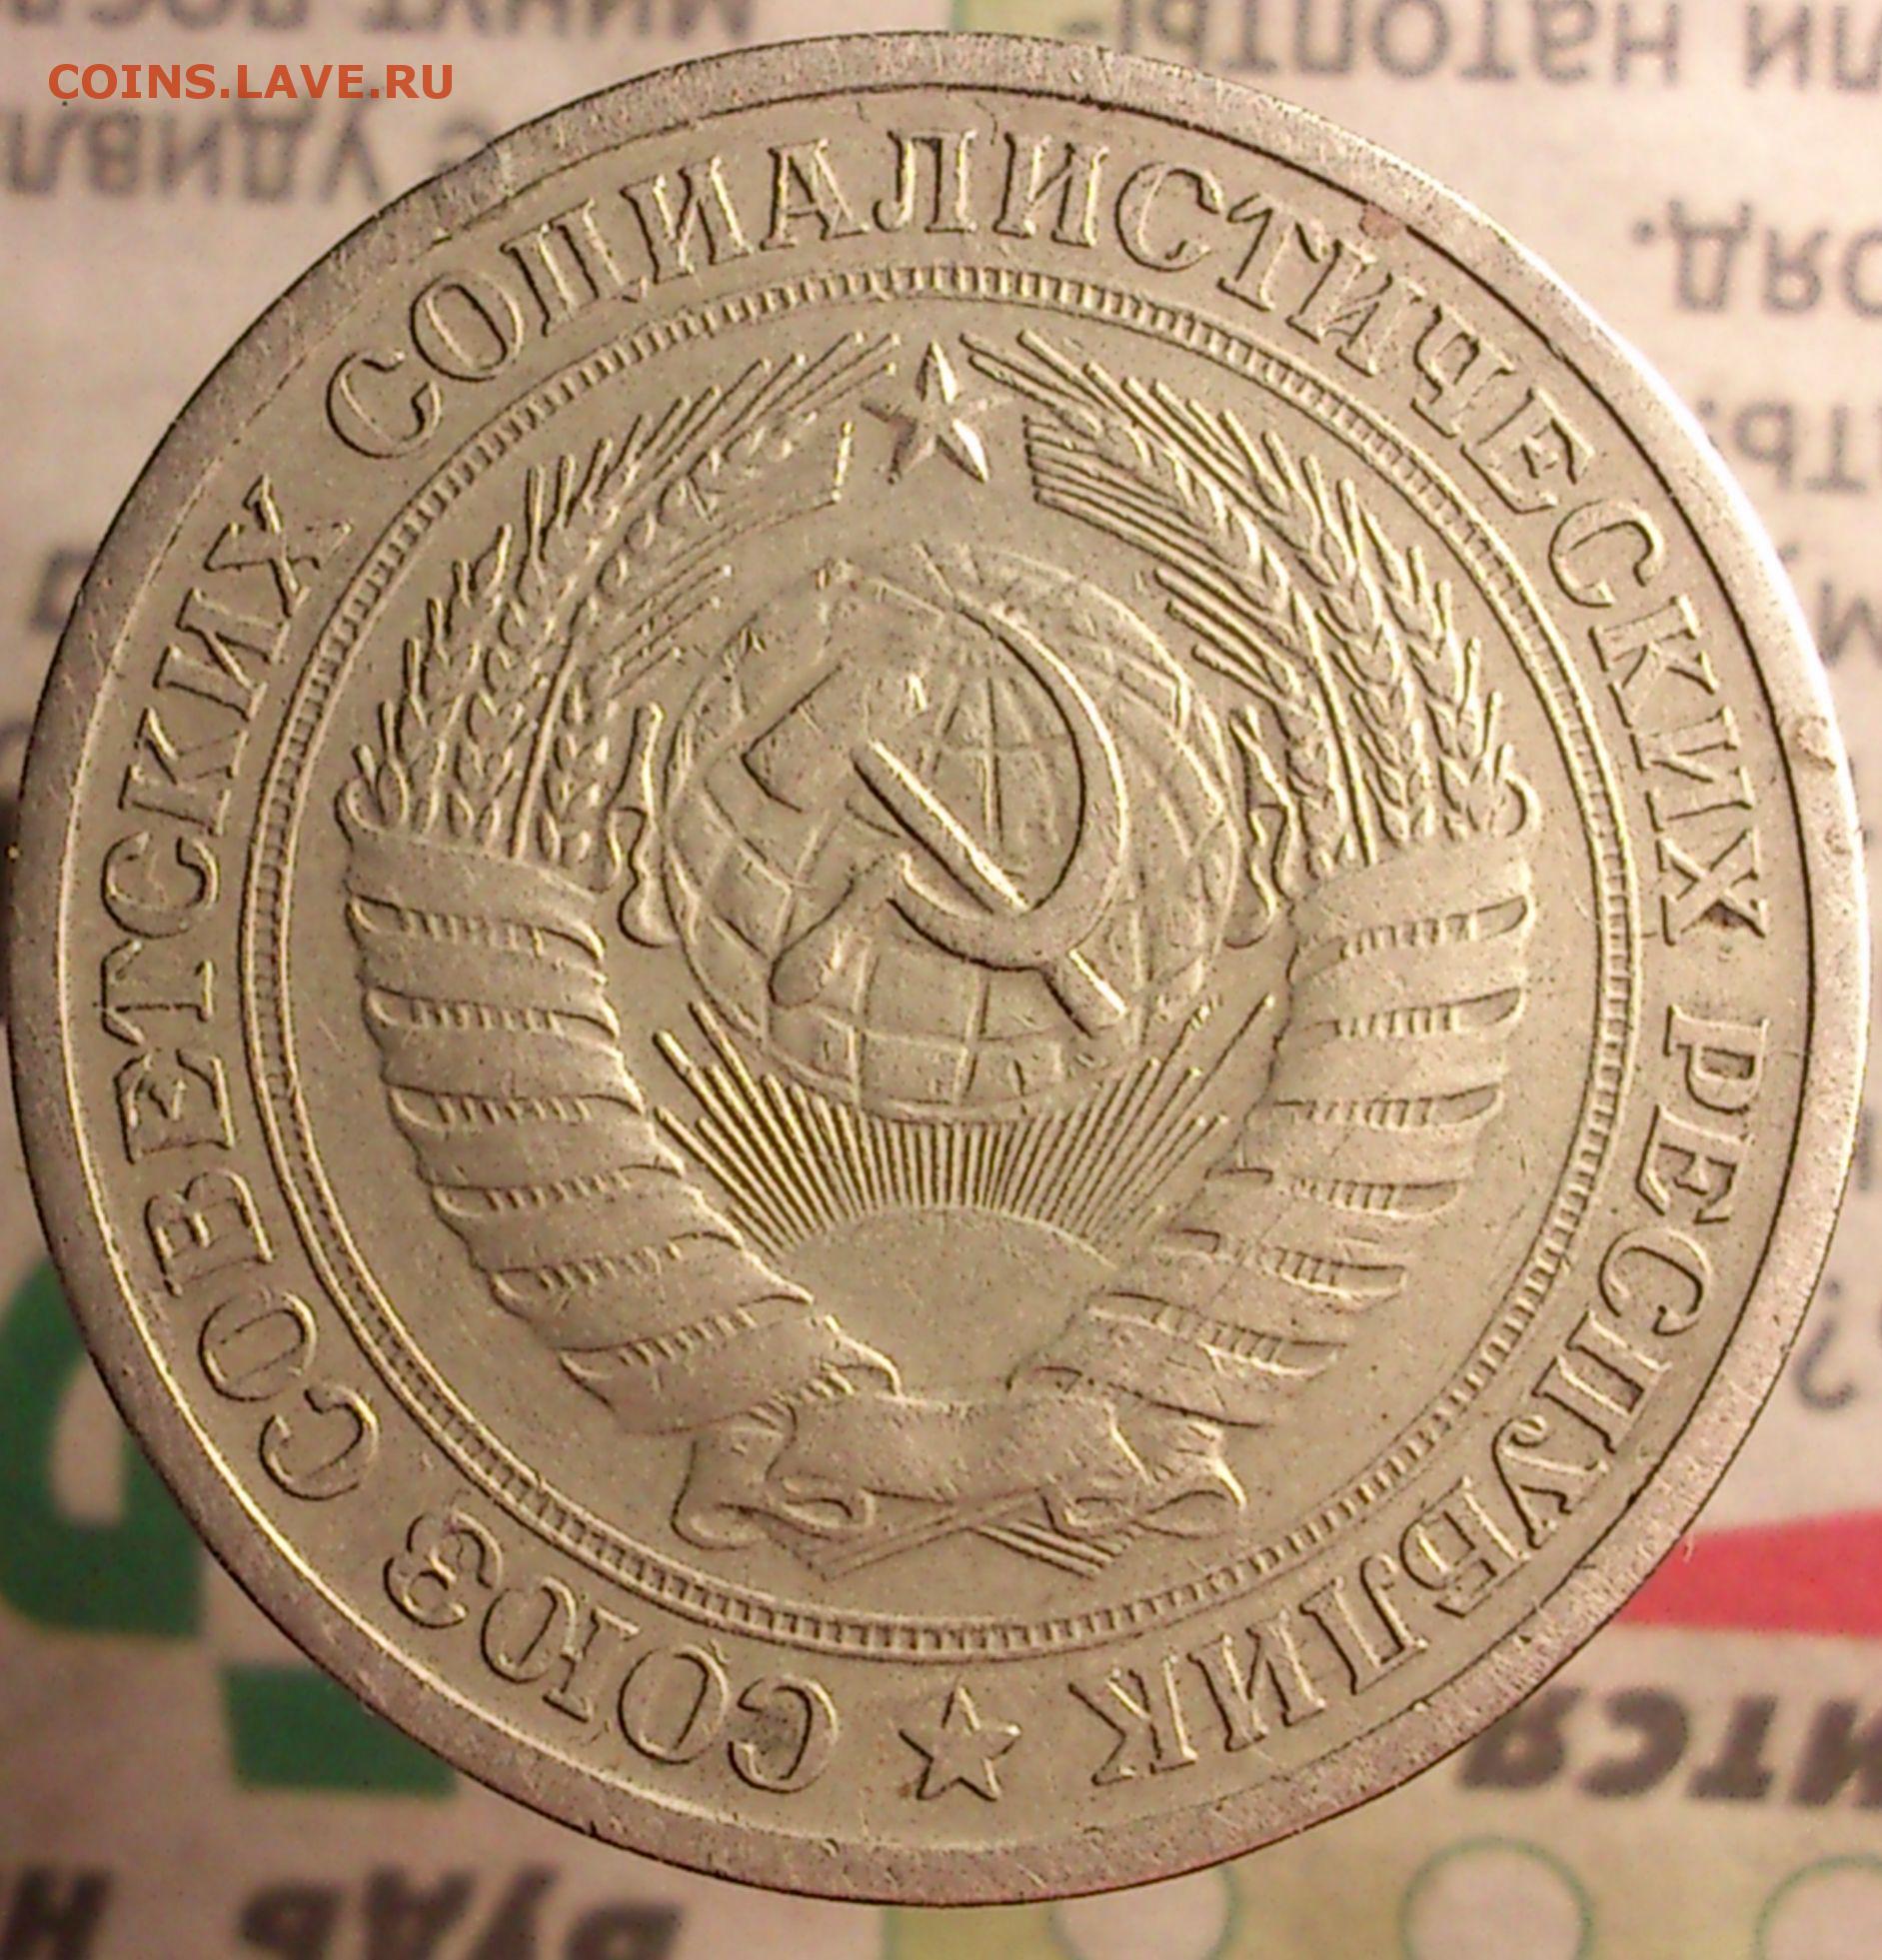 COINS.LAVE.RU
СОЮЗ СОВЕТСКИХ СОЦИАЛИСТИЧЕСКИХ РЕСПУБЛИК